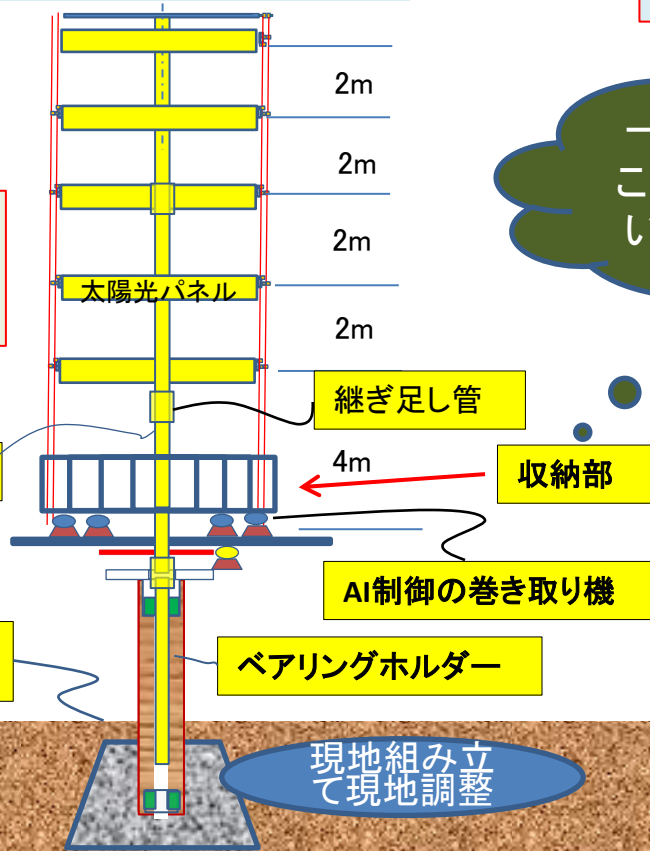 2m
2m
2m
太陽光パネル
2m
継ぎ足し管
4m
収納部
AI制御の巻き取り機
ベアリングホルダー
現地組み立
て現地調整